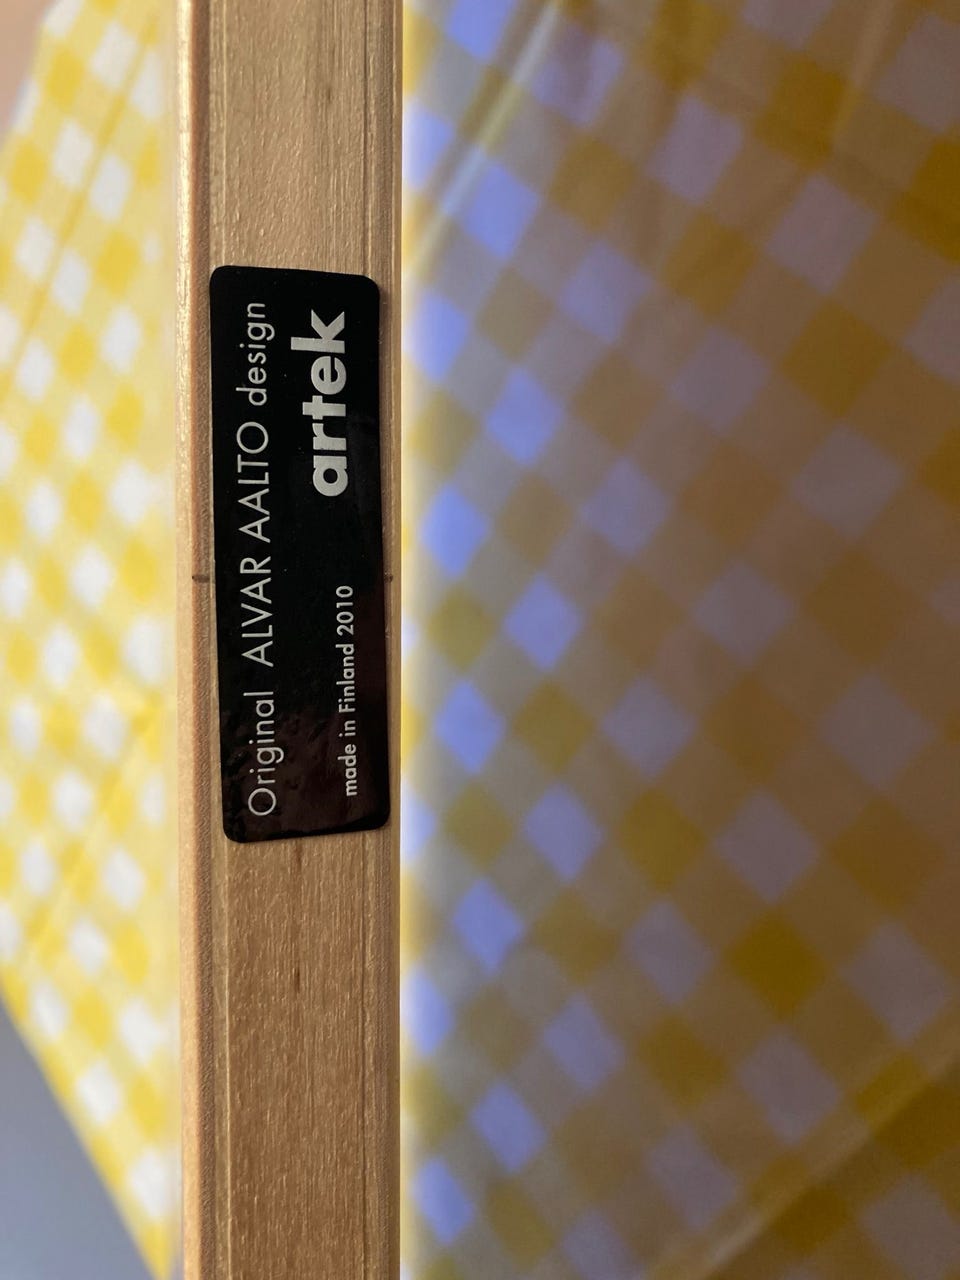 Original ALVAR AALTO design
made in Finland 2010 artek